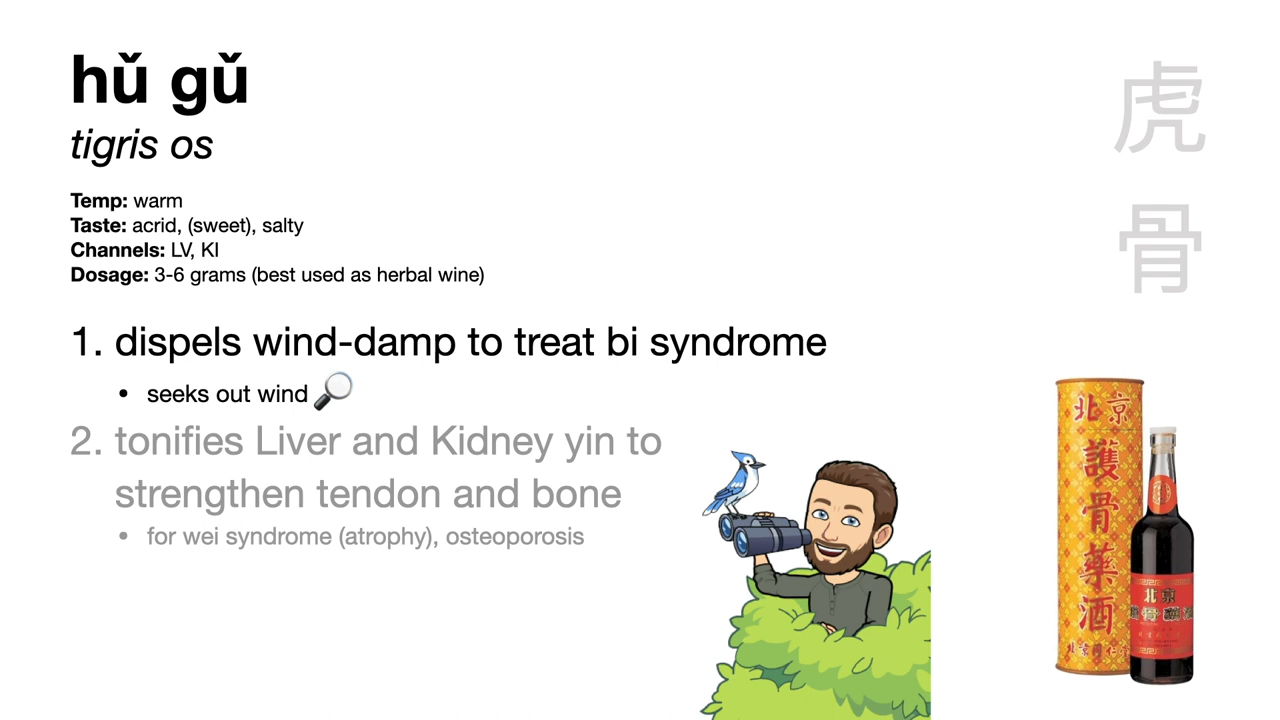 hǔ gǔ
tigris os
虎
骨
Temp: warm
Taste: acrid, (sweet), salty
Channels: LV, KI
Dosage: 3-6 grams (best used as herbal wine)
1. dispels wind-damp to treat bi syndrome
• seeks out wind
2. tonifies Liver and Kidney yin to
strengthen tendon and bone
• for wei syndrome (atrophy), osteoporosis
北京
護
骨
藥
酒
北京